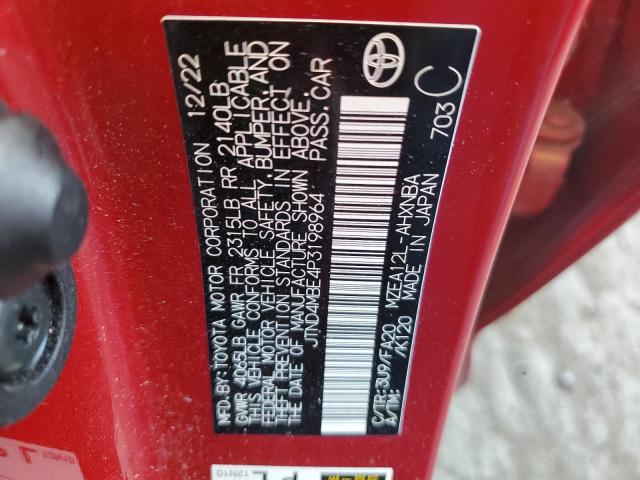 MFD.BY:TOYOTA MOTOR CORPORATION 12/22
GVWR 4065LB GAWR FR 2315LB RR 2140LB
THIS VEHICLE CONFORMS TO ALL APPLICABLE
FEDERAL MOTOR VEHICLE SAFETY,BUMPER, AND
THEFT PREVENTION STANDARDS IN EFFECT ON
THE DATE OF MANUFACTURE SHOWN ABOVE.
JTND4MBE4P3198964 PASS.CAR
C/TR:3U9/FA20 MZEA12L-AHXNBA
A/TM: /K120 MADE IN JAPAN
703 C
12N10